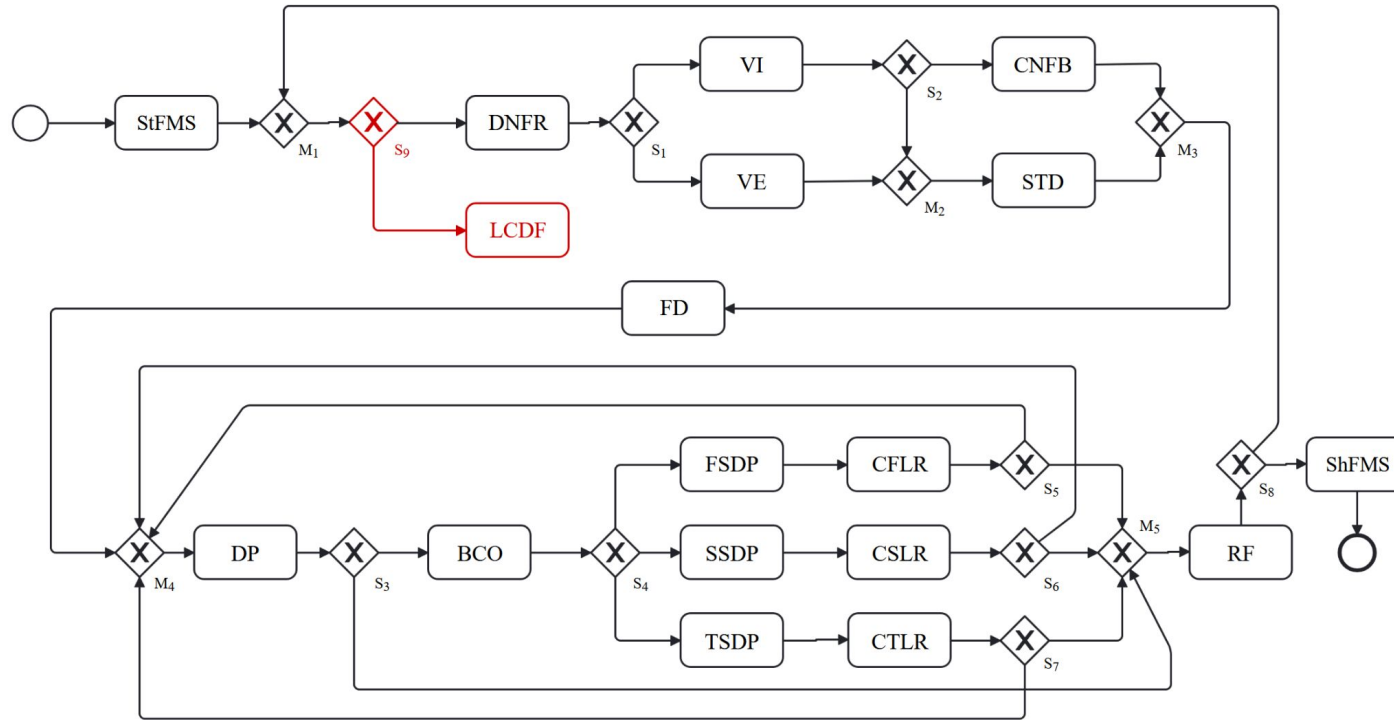 VI
CNFB
StFMS
M1
S9
DNFR
S1
S2
M3
VE
M2
STD
LCDF
FD
FSDP
CFLR
S5
S8
ShFMS
M4
DP
S3
BCO
S4
SSDP
CSLR
S6
M5
RF
TSDP
CTLR
S7